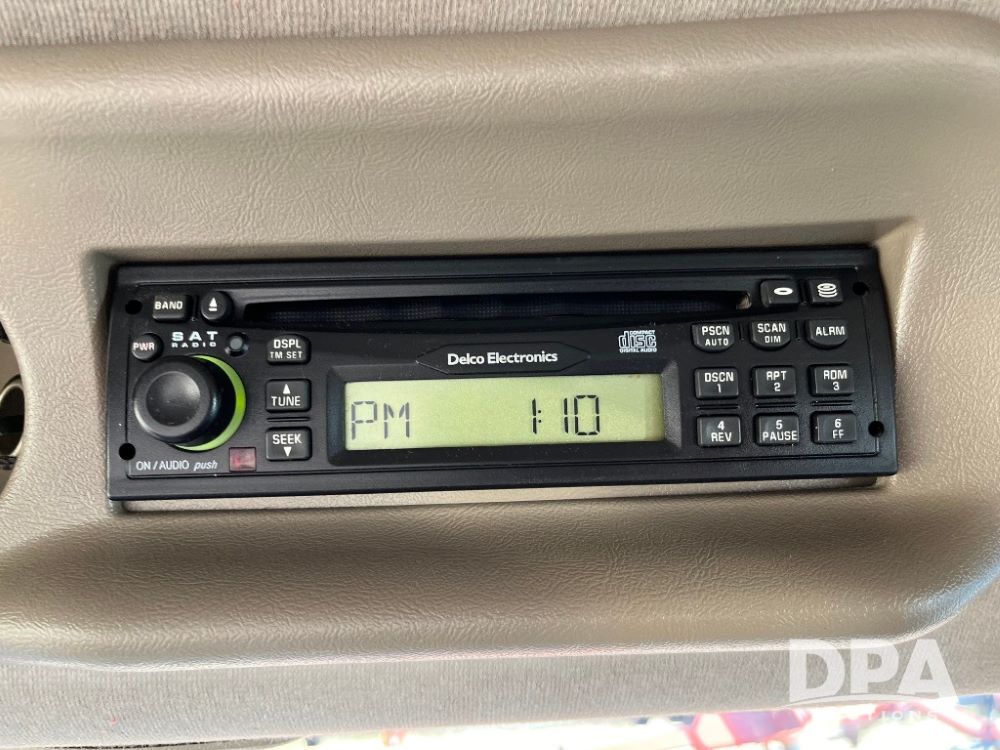 BAND
SAT
RADIO
PWR
DSPL
TM SET
TUNE
SEEK
ON / AUDIO push
Delco Electronics
COMPACT
disc
DIGITAL AUDIO
PM 1:10
PSCN
AUTO
SCAN
DIM
ALRM
DSCN
1
RPT
2
RDM
3
4
REV
5
PAUSE
6
FF
DPA
AUCTIONS